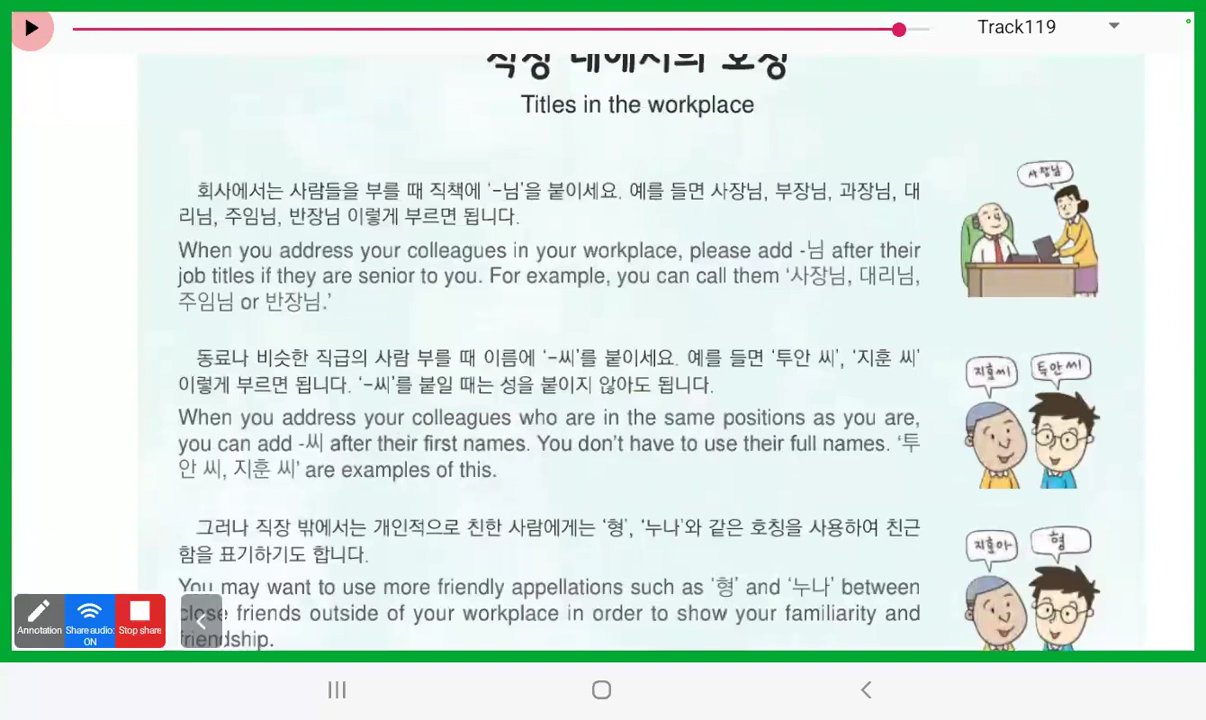 Track119
직장 내에서의 호칭
Titles in the workplace
회사에서는 사람들을 부를 때 직책에 ‘-님’을 붙이세요. 예를 들면 사장님, 부장님, 과장님, 대
리님, 주임님, 반장님 이렇게 부르면 됩니다.
When you address your colleagues in your workplace, please add -님 after their
job titles if they are senior to you. For example, you can call them ‘사장님, 대리님,
주임님 or 반장님.’
사장님
동료나 비슷한 직급의 사람 부를 때 이름에 ‘-씨’를 붙이세요. 예를 들면 ‘투안 씨’, ‘지훈 씨’
이렇게 부르면 됩니다. ‘-씨’를 붙일 때는 성을 붙이지 않아도 됩니다.
When you address your colleagues who are in the same positions as you are,
you can add -씨 after their first names. You don’t have to use their full names. ‘투
안 씨, 지훈 씨’ are examples of this.
지훈 씨
투안 씨
그러나 직장 밖에서는 개인적으로 친한 사람에게는 ‘형’, ‘누나’와 같은 호칭을 사용하여 친근
함을 표기하기도 합니다.
You may want to use more friendly appellations such as ‘형’ and ‘누나’ between
close friends outside of your workplace in order to show your familiarity and
friendship.
지훈아
형
Annotation
Share audio:
ON
Stop share